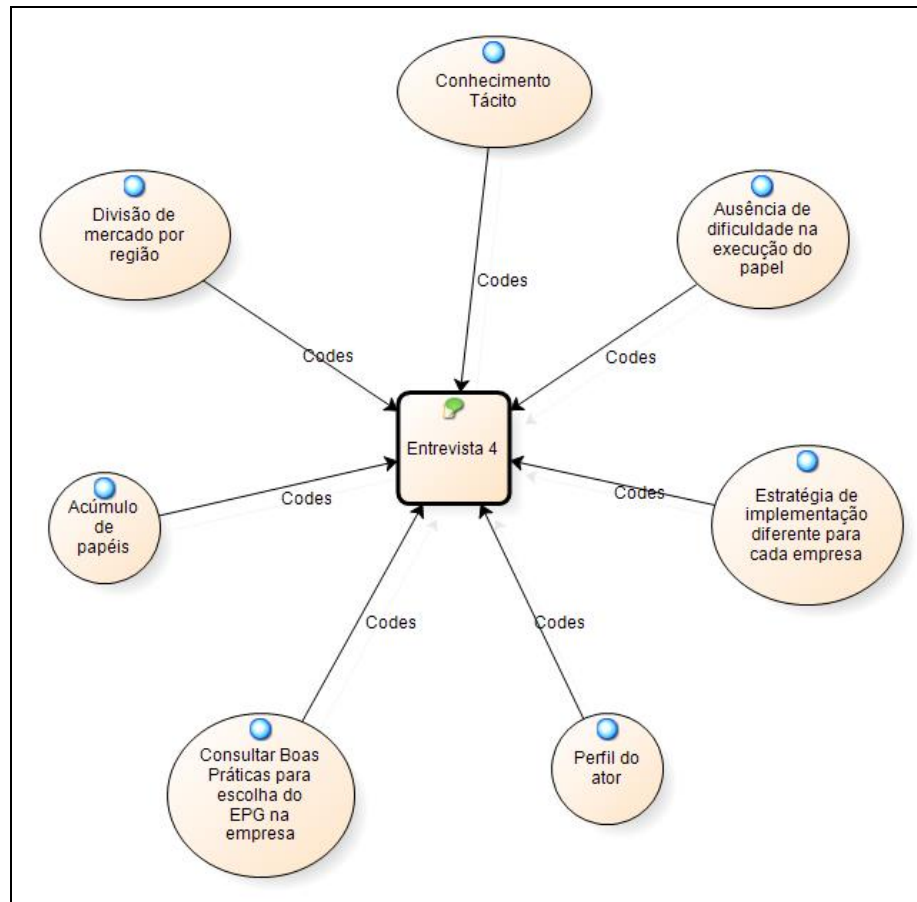 Conhecimento
Tácito
Divisão de
mercado por
região
Ausência de
dificuldade na
execução do
papel
Codes
Codes
Codes
Entrevista 4
Acúmulo
de
papéis
Codes
Codes
Estratégia de
implementação
diferente para
cada empresa
Codes
Codes
Consultar Boas
Práticas para
escolha do
EPG na
empresa
Perfil do
ator